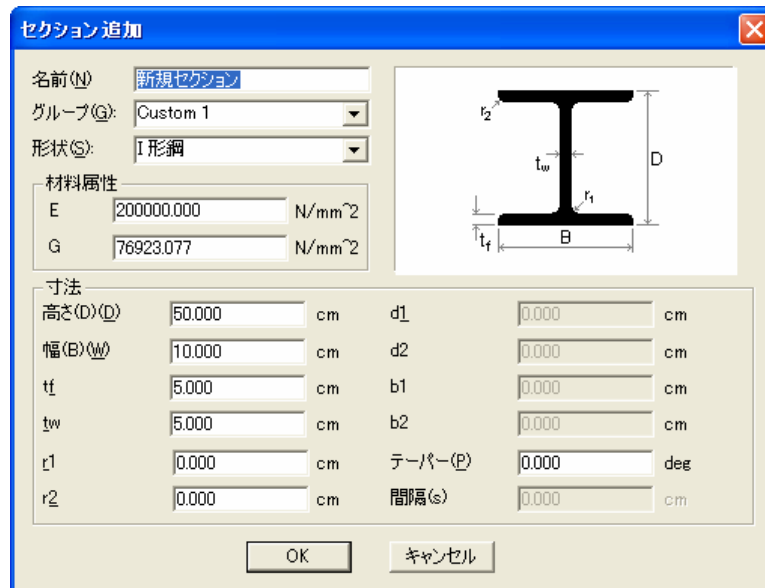 セクション追加
名前(N) 新規セクション
グループ(G): Custom 1
形状(S): I 形鋼
材料属性
E 200000.000 N/mm^2
G 76923.077 N/mm^2
r2
tw
D
r1
tf
B
寸法
高さ(D)(D) 50.000 cm d1 0.000 cm
幅(B)(W) 10.000 cm d2 0.000 cm
tf 5.000 cm b1 0.000 cm
tw 5.000 cm b2 0.000 cm
r1 0.000 cm テーパー(P) 0.000 deg
r2 0.000 cm 間隔(s) 0.000 cm
OK キャンセル